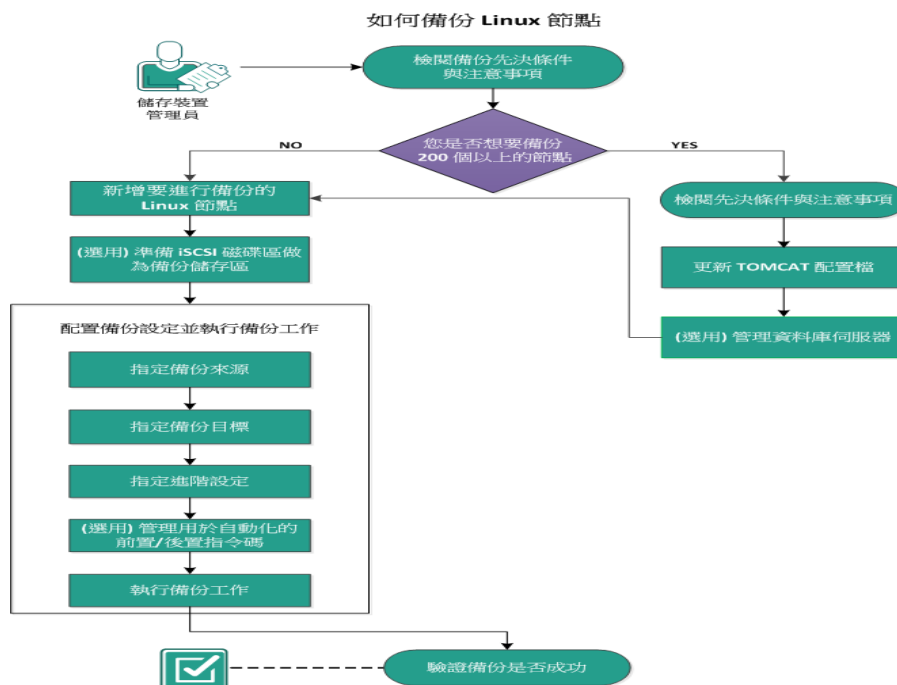 如何備份 Linux 節點
儲存裝置
管理員
檢閱備份先決條件
與注意事項
您是否想要備份
200 個以上的節點
NO
YES
新增要進行備份的
Linux 節點
(選用) 準備 iSCSI 磁碟區做
為備份儲存區
檢閱先決條件與注意事項
更新 TOMCAT 配置檔
(選用) 管理資料庫伺服器
配置備份設定並執行備份工作
指定備份來源
指定備份目標
指定進階設定
(選用) 管理用於自動化的
前置/後置指令碼
執行備份工作
驗證備份是否成功